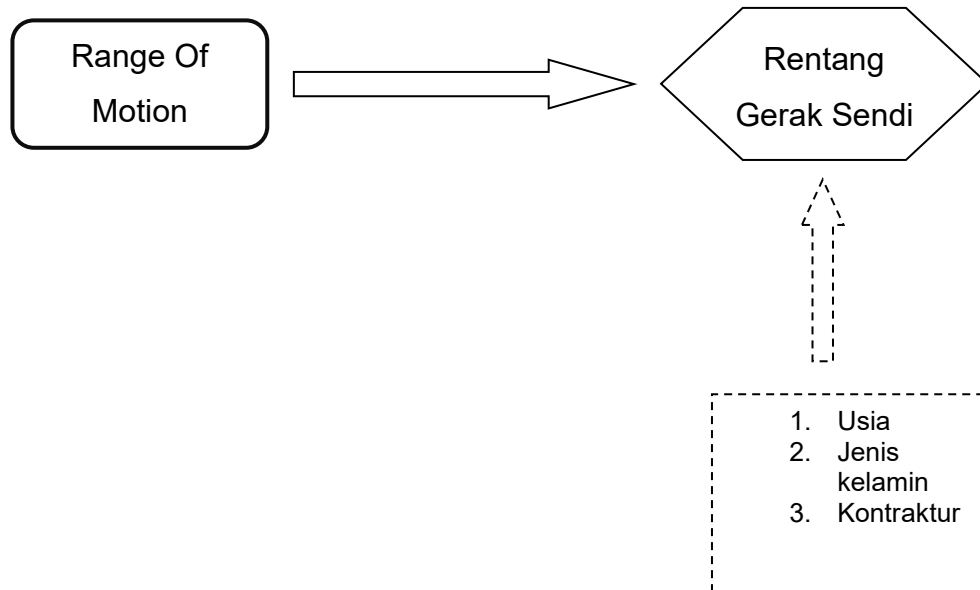 Range Of
Motion
Rentang
Gerak Sendi
1. Usia
2. Jenis
kelamin
3. Kontraktur